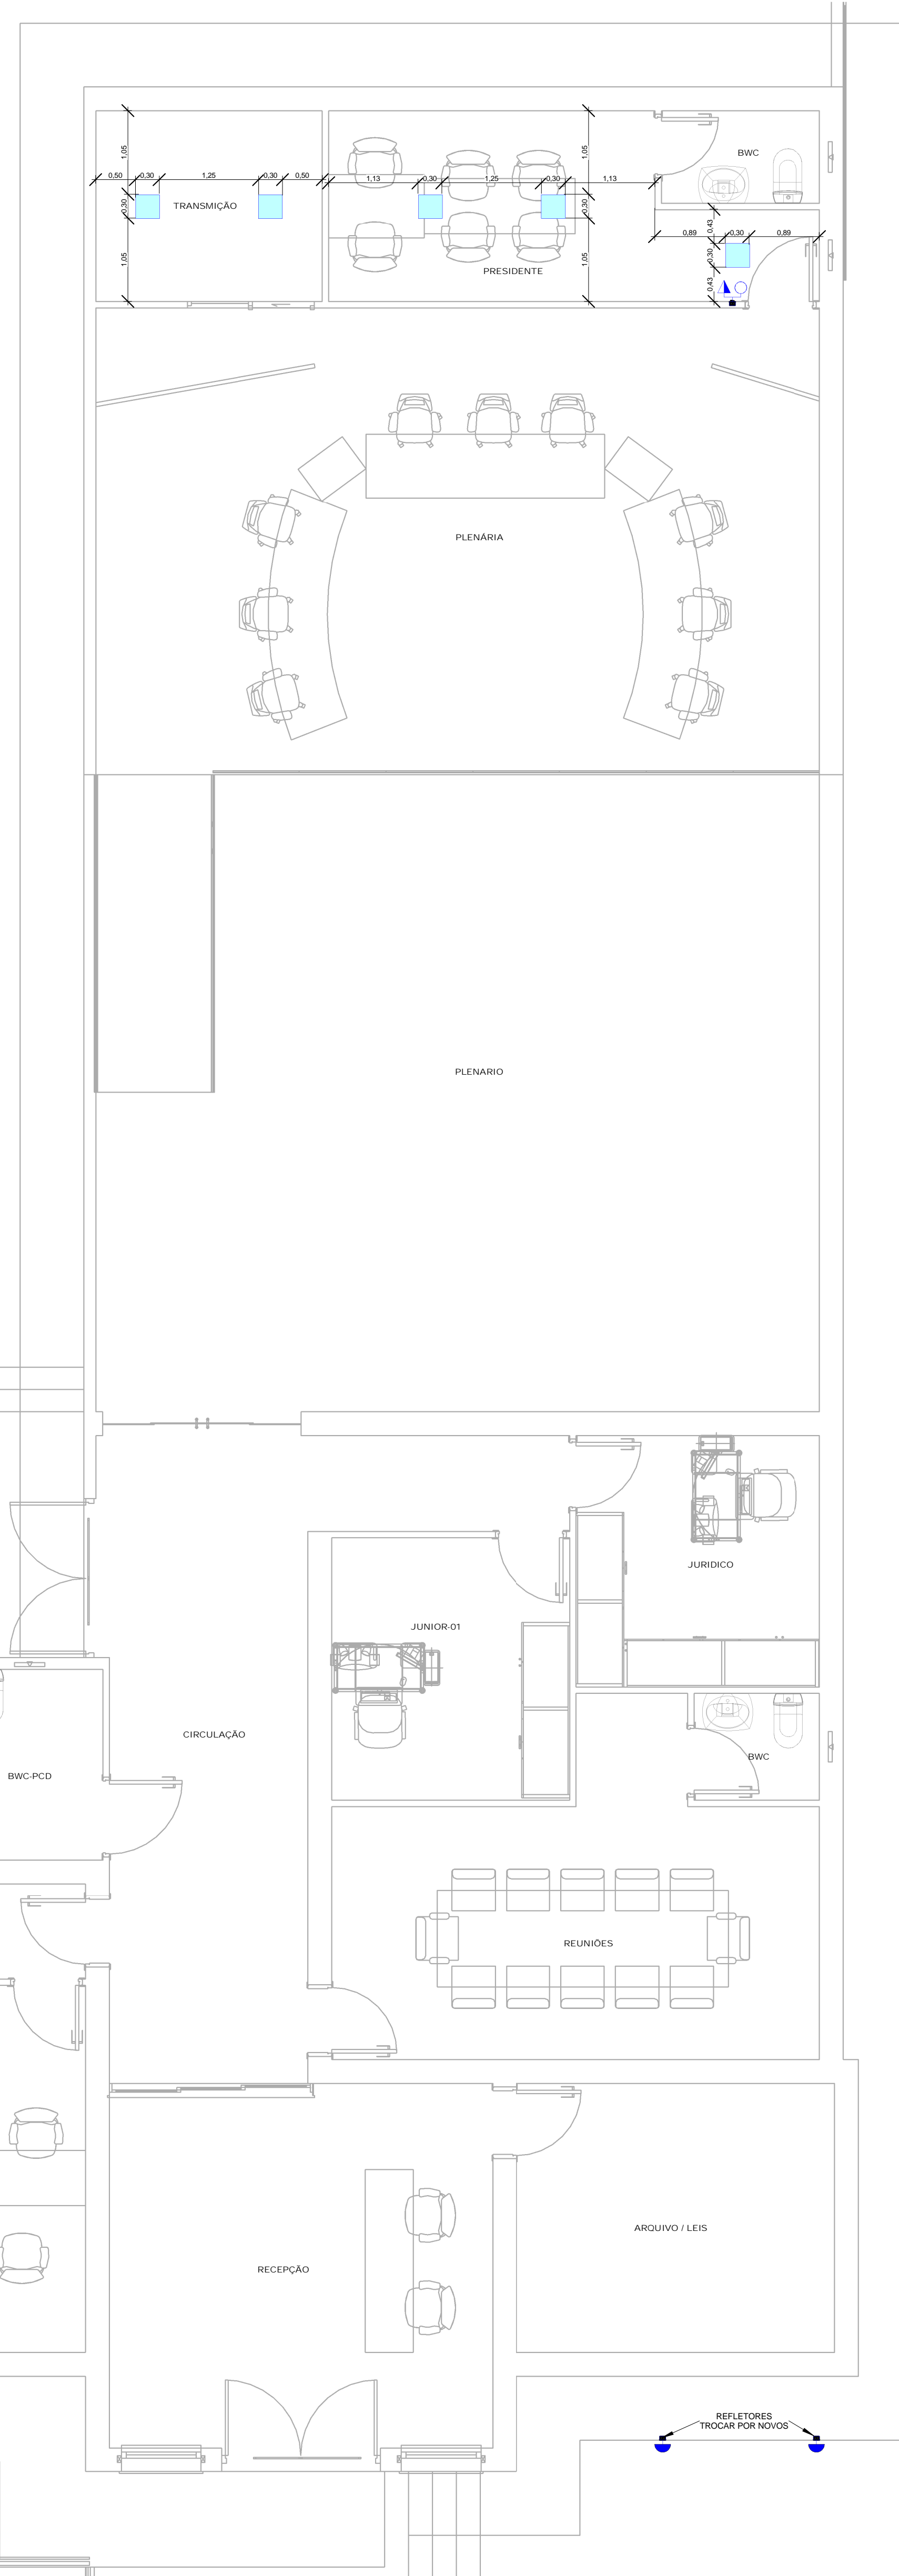 1,05
1,05
BWC
0,50
0,30
1,25
0,30
0,50
1,13
0,30
1,25
0,30
1,13
0,30
TRANSMIÇÃO
0,30
0,43
0,89
0,30
0,89
0,30
1,05
1,05
PRESIDENTE
0,43
PLENÁRIA
PLENARIO
JURIDICO
JUNIOR-01
CIRCULAÇÃO
BWC
BWC-PCD
REUNIÕES
ARQUIVO / LEIS
RECEPÇÃO
REFLETORES
TROCAR POR NOVOS